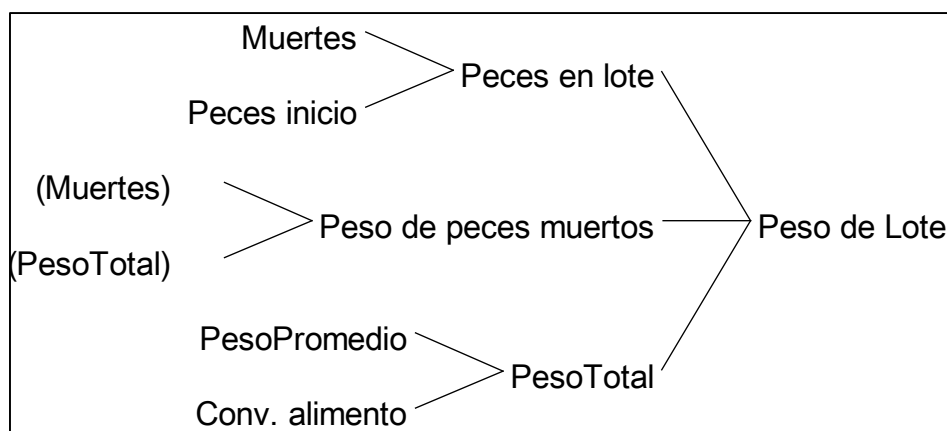 Muertes
Peces en lote
Peces inicio
(Muertes)
Peso de peces muertos
Peso de Lote
(PesoTotal)
PesoPromedio
PesoTotal
Conv. alimento